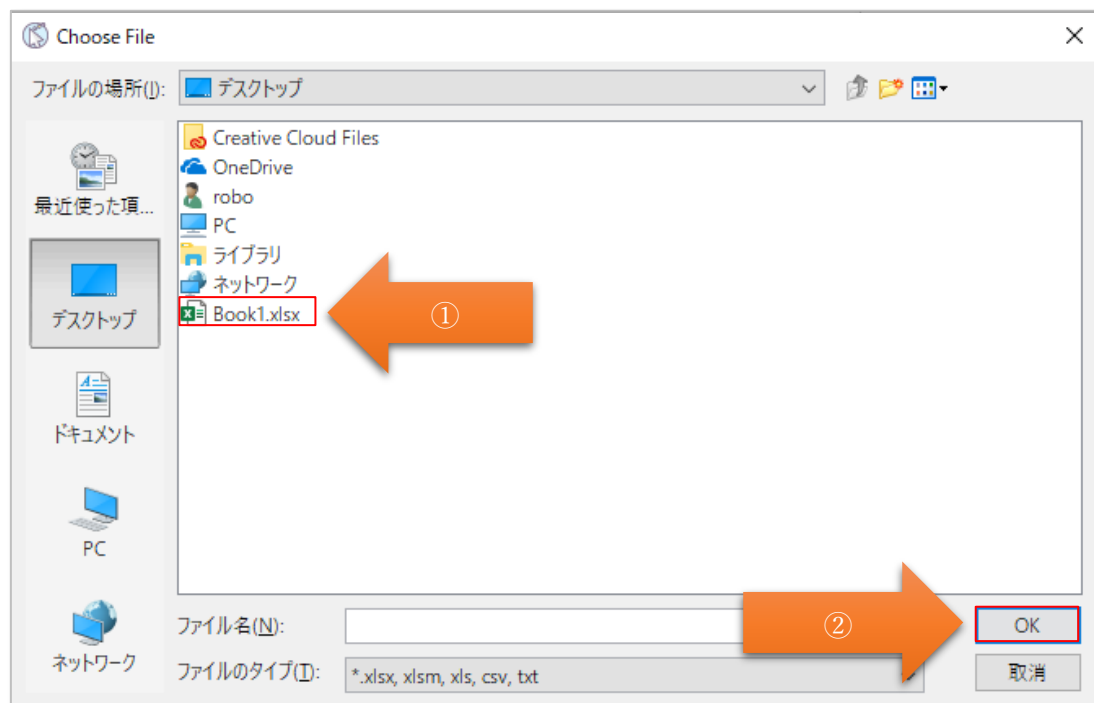 Choose File
ファイルの場所(I):
デスクトップ
最近使った項...
デスクトップ
ドキュメント
PC
ネットワーク
Creative Cloud Files
OneDrive
robo
PC
ライブラリ
ネットワーク
Book1.xlsx
①
ファイル名(N):
②
OK
ファイルのタイプ(T):
*.xlsx, xlsm, xls, csv, txt
取消